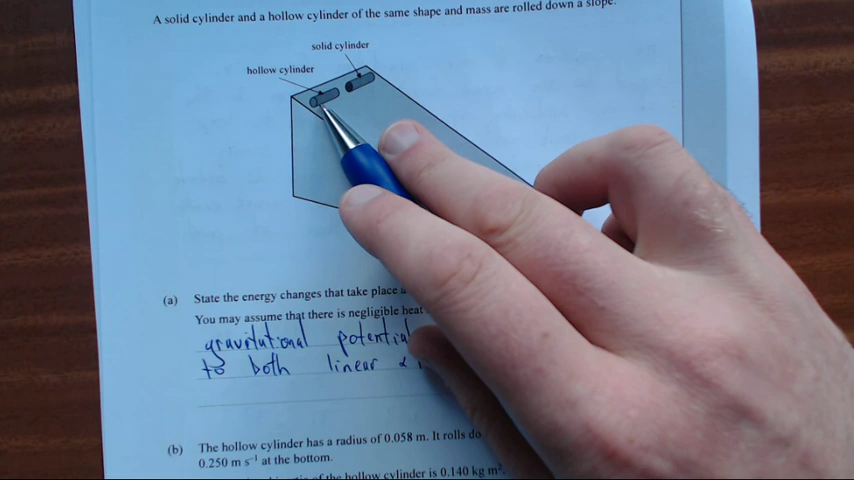 A solid cylinder and a hollow cylinder of the same shape and mass are rolled down a slope.
solid cylinder
hollow cylinder
(a) State the energy changes that take place
You may assume that there is negligible heat
gravitational potential
to both linear &
(b) The hollow cylinder has a radius of 0.058 m. It rolls do
0.250 m s⁻¹ at the bottom.
of the hollow cylinder is 0.140 kg m²